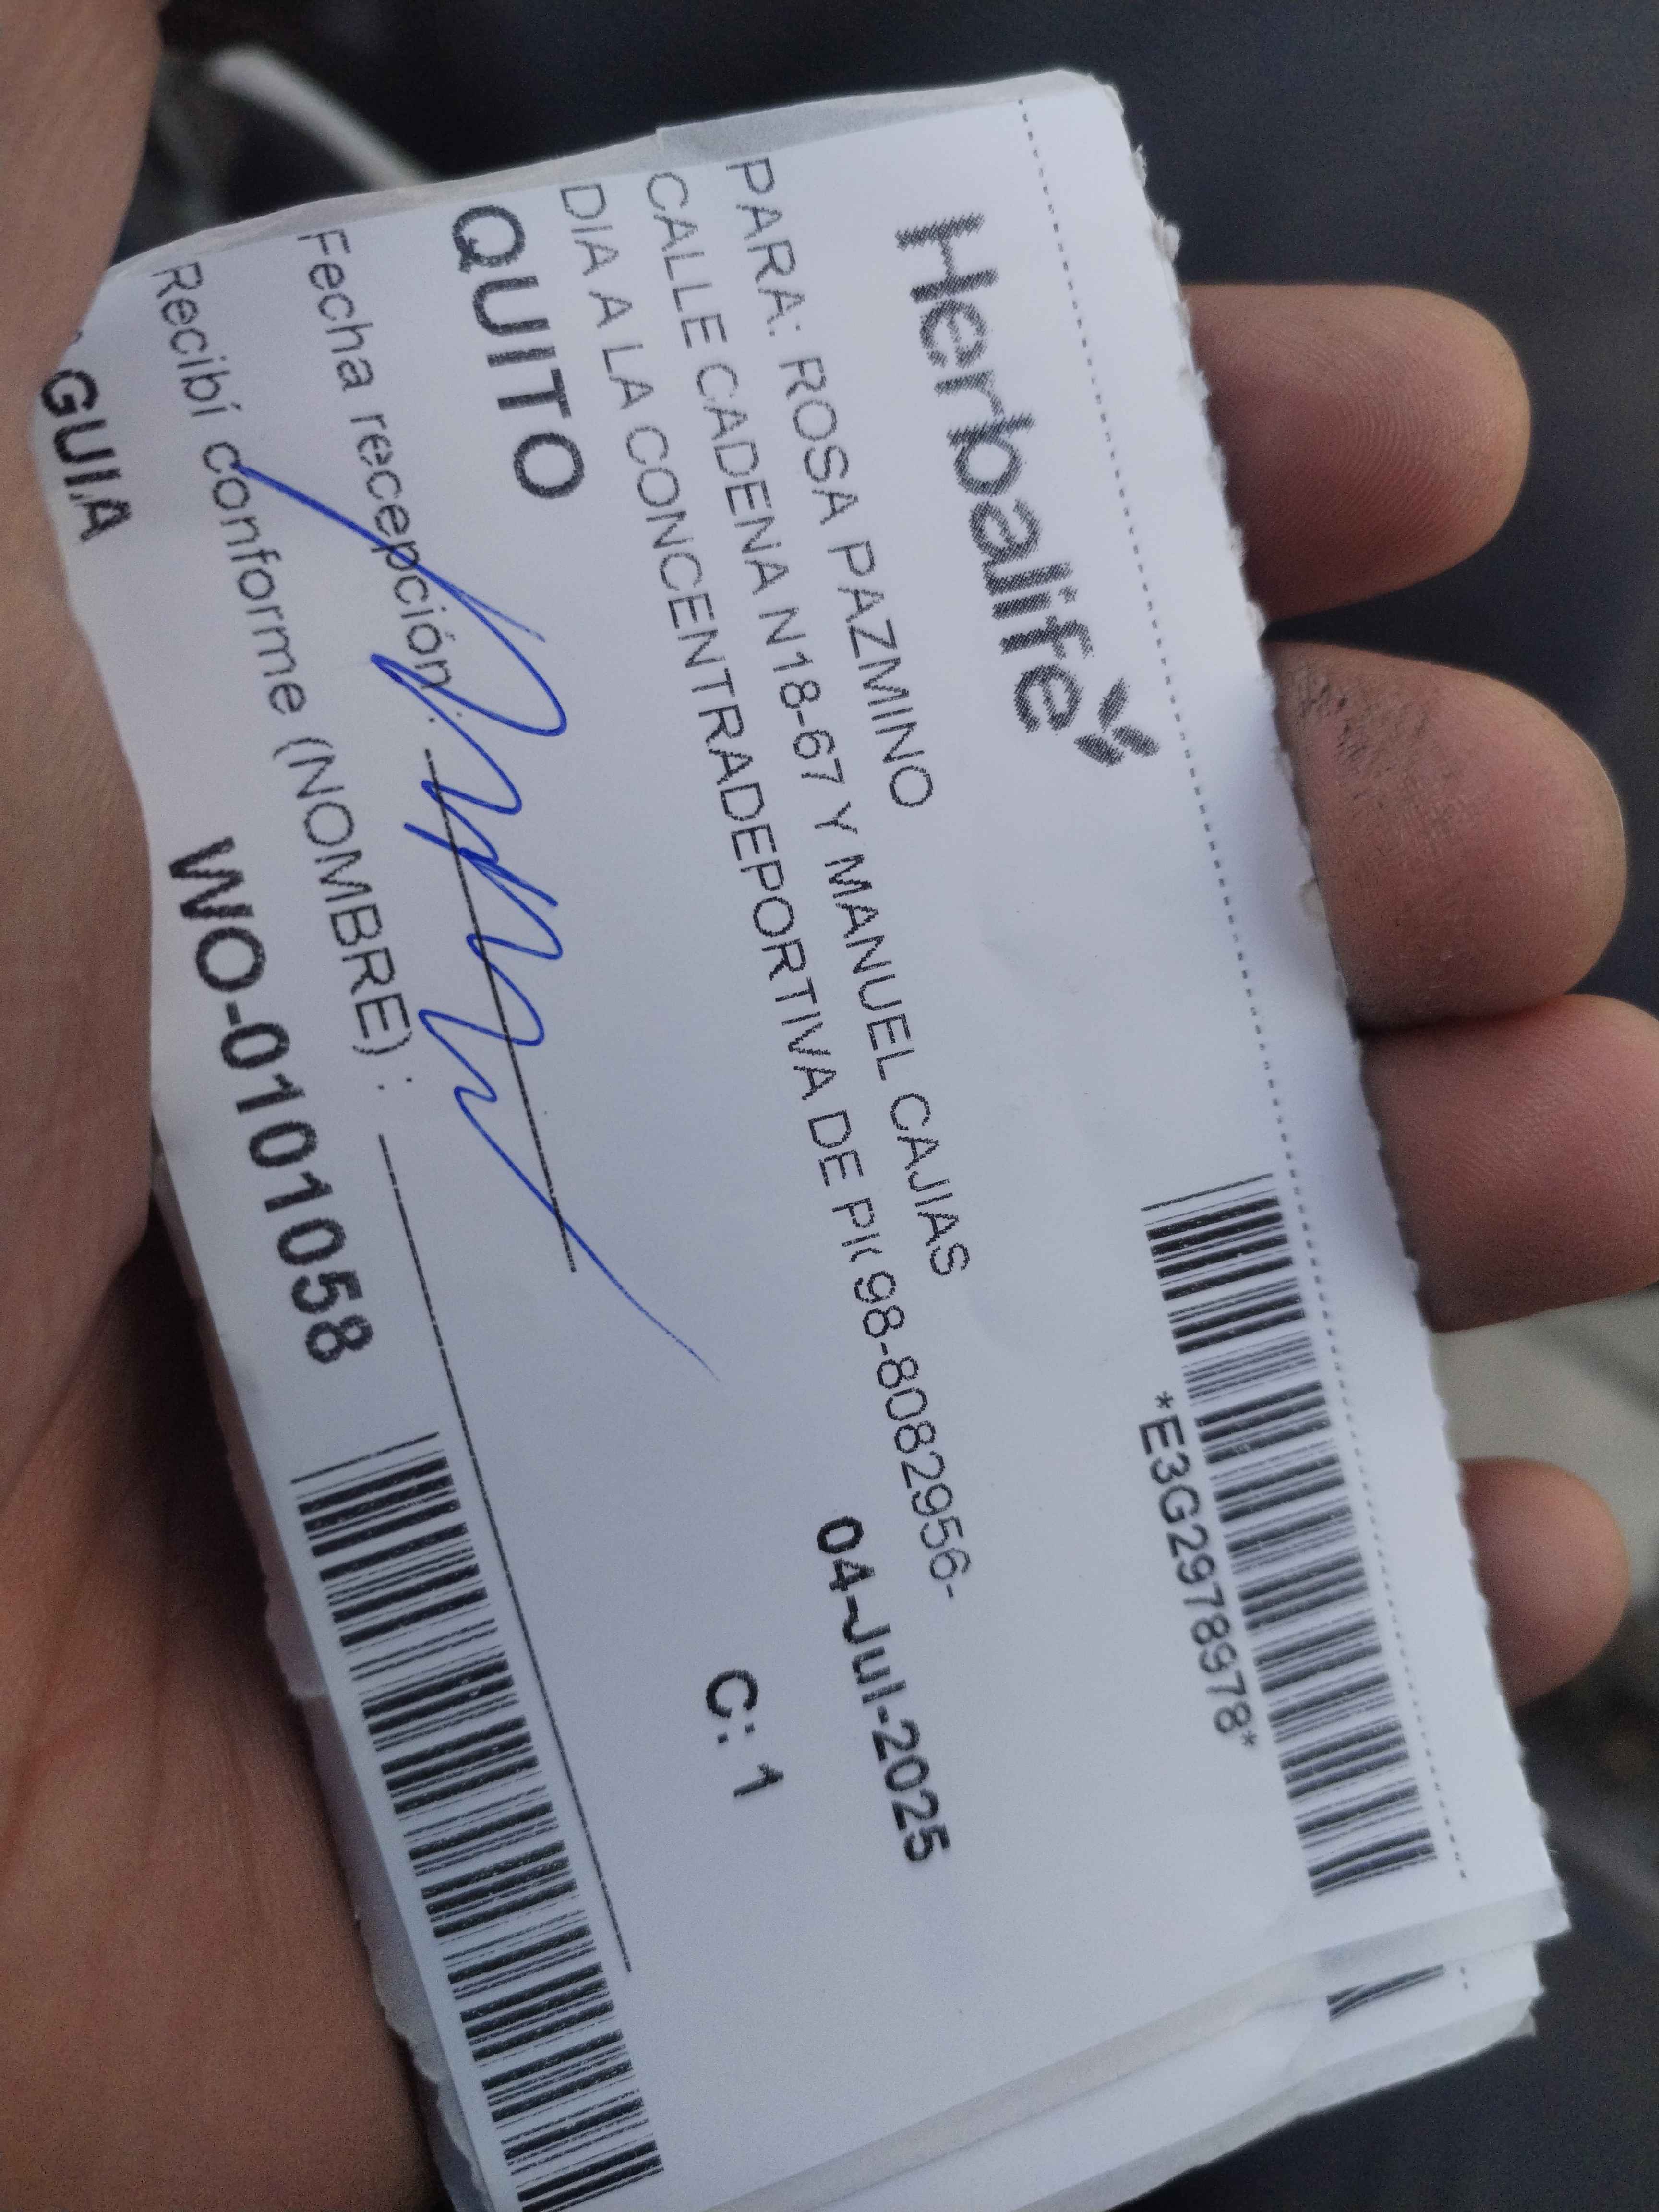 Herbalife
*E3G2978978*
PARA: ROSA PAZMINO
CALLE CADENA N18-67 Y MANUEL CAJIAS
DIA A LA CONCENTRADEPORTIVA DE PI 98-8082956-
04-Jul-2025
QUITO
C: 1
Fecha recepción :
Recibí conforme (NOMBRE) :
GUIA WO-0101058